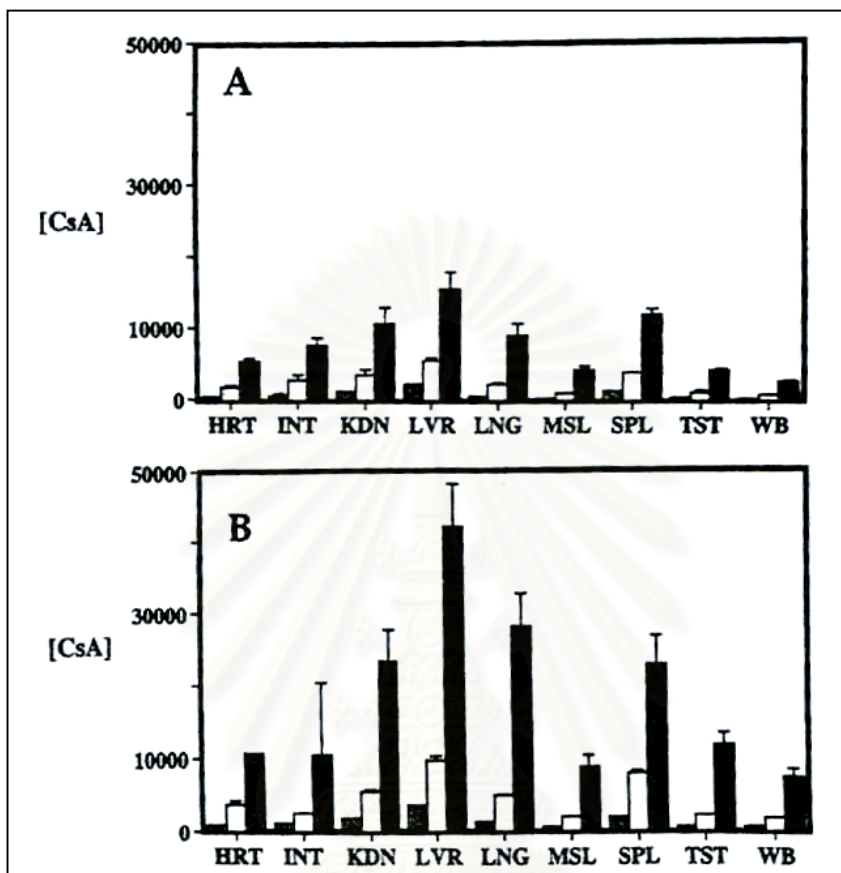 50000
A
30000
[CsA]
10000
0
HRT INT KDN LVR LNG MSL SPL TST WB
50000
B
30000
[CsA]
10000
0
HRT INT KDN LVR LNG MSL SPL TST WB